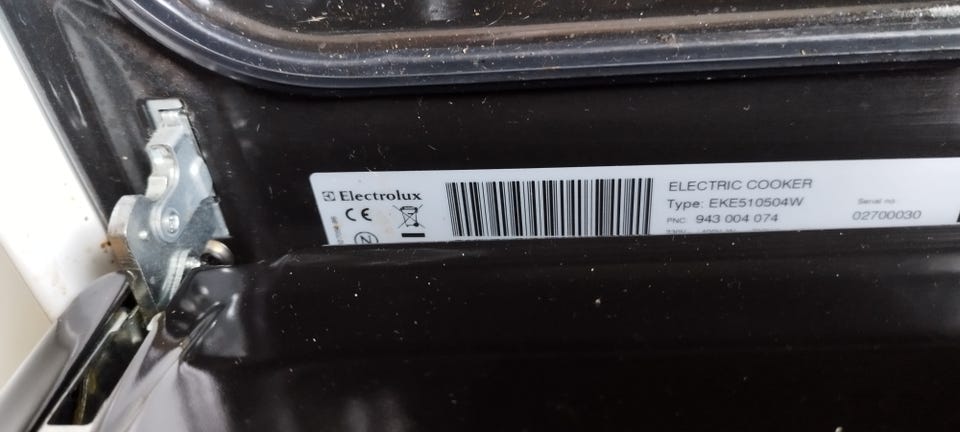 Electrolux
CE
N
ELECTRIC COOKER
Type: EKE510504W
PNC 943 004 074
Serial no:
02700030